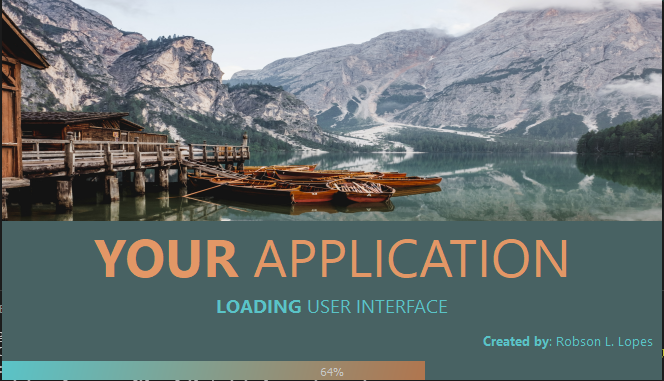 YOUR APPLICATION
LOADING USER INTERFACE
Created by: Robson L. Lopes
64%